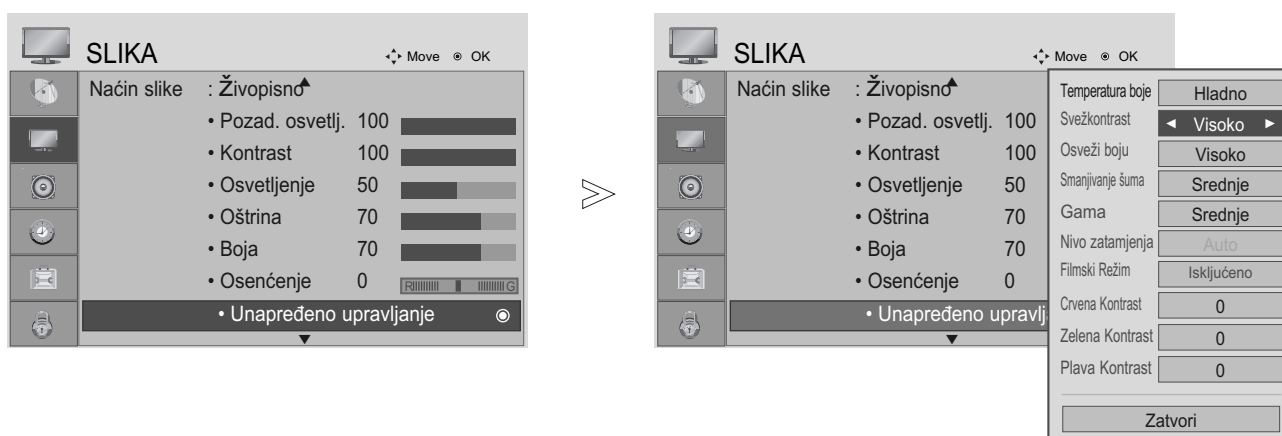 SLIKA Move OK
Naćin slike : Živopisno
• Pozad. osvetlj. 100
• Kontrast 100
• Osvetljenje 50
• Oštrina 70
• Boja 70
• Osenćenje 0 R G
• Unapređeno upravljanje
SLIKA Move OK
Naćin slike : Živopisno
• Pozad. osvetlj. 100
• Kontrast 100
• Osvetljenje 50
• Oštrina 70
• Boja 70
• Osenćenje 0
• Unapređeno upravlj
Temperatura boje Hladno
Svežkontrast ◄ Visoko ►
Osveži boju Visoko
Smanjivanje šuma Srednje
Gama Srednje
Nivo zatamjenja Auto
Filmski Režim Isključeno
Crvena Kontrast 0
Zelena Kontrast 0
Plava Kontrast 0
Zatvori